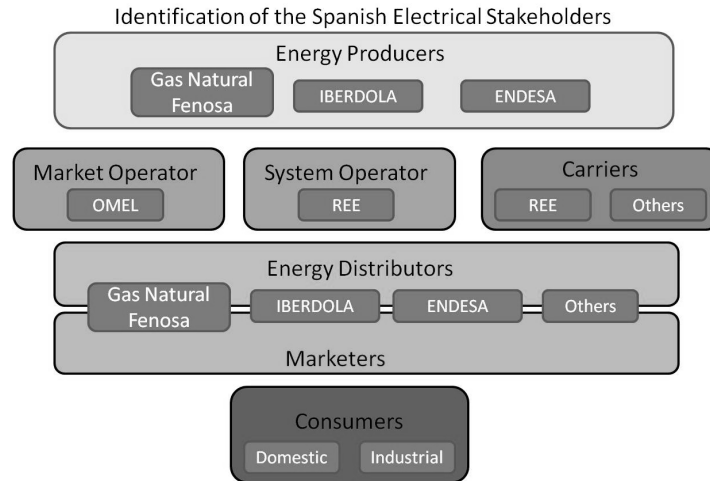 Identification of the Spanish Electrical Stakeholders
Energy Producers
Gas Natural
Fenosa
IBERDOLA
ENDESA
Market Operator
OMEL
System Operator
REE
Carriers
REE
Others
Energy Distributors
Gas Natural
Fenosa
IBERDOLA
ENDESA
Others
Marketers
Consumers
Domestic
Industrial